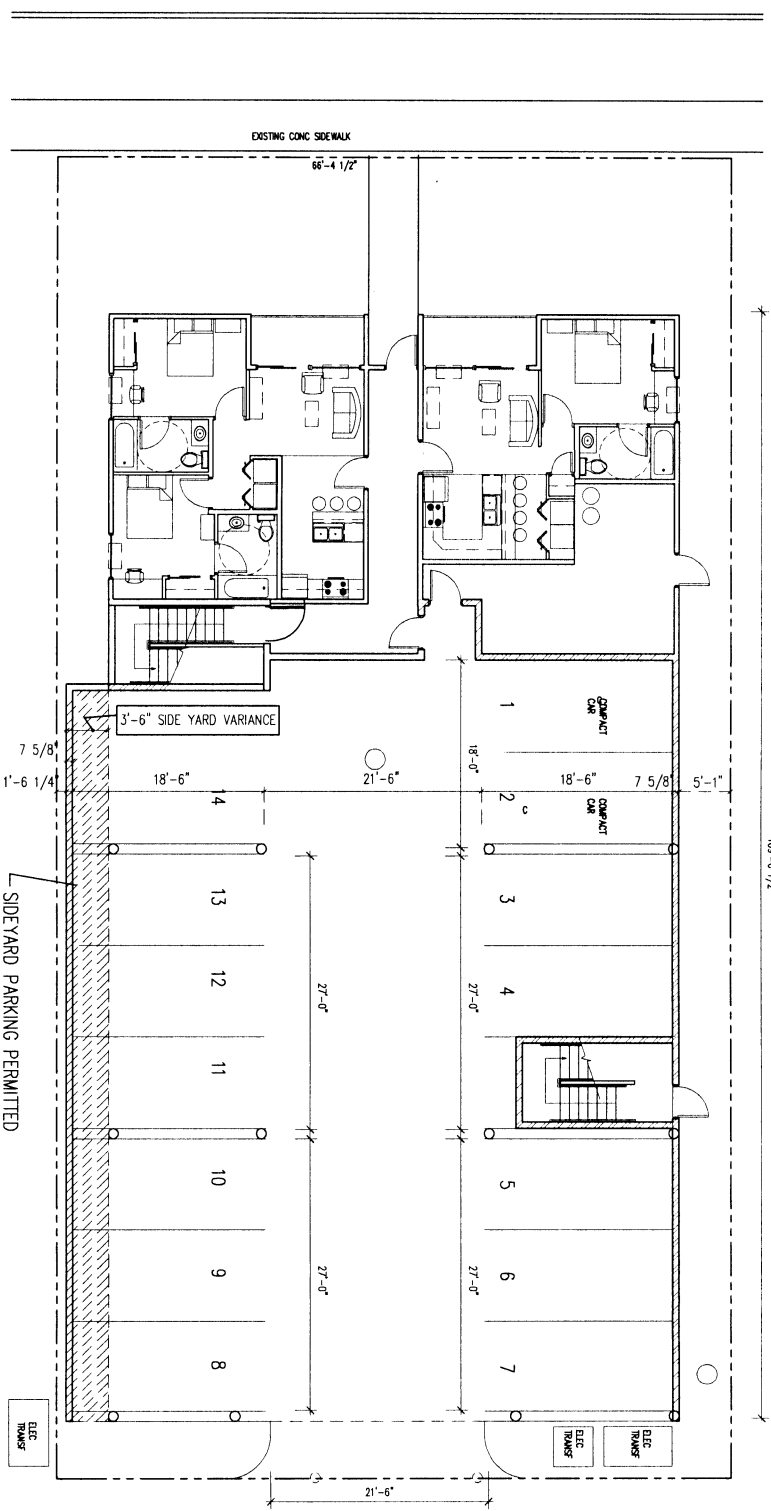 EXISTING CONC SIDEWALK
66'-4 1/2"
3'-6" SIDE YARD VARIANCE
1
COMPACT
CAR
18'-0"
7 5/8"
1'-6 1/4"
18'-6"
14
21'-6"
2
C
COMPACT
CAR
18'-6"
7 5/8"
5'-1"
13
3
SIDEYARD PARKING PERMITTED
12
27'-0"
27'-0"
4
11
10
5
9
27'-0"
27'-0"
6
8
7
ELEC
TRANSF
ELEC
TRANSF
ELEC
TRANSF
21'-6"